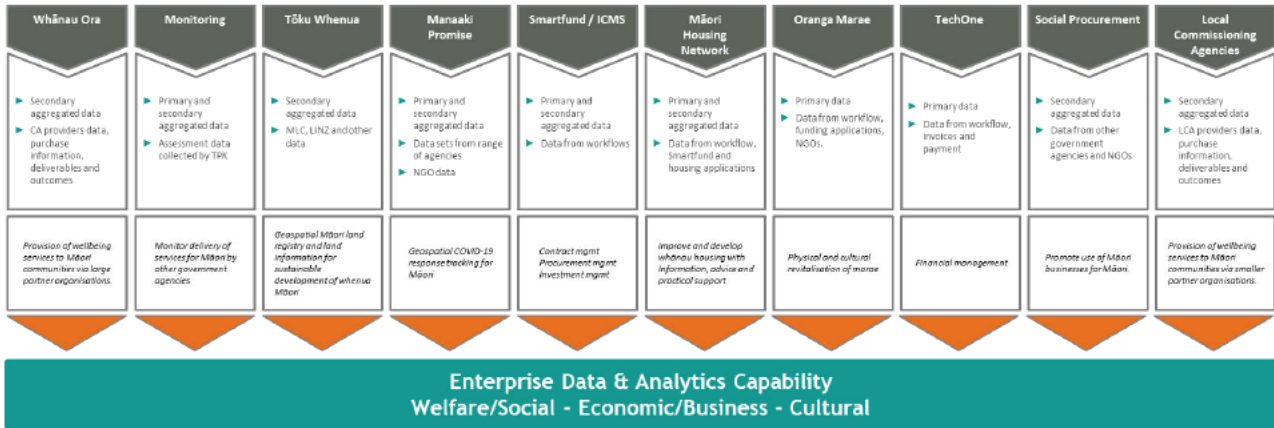 Whānau Ora
Monitoring
Tōku Whenua
Manaaki
Promise
Smartfund / ICMS
Māori
Housing
Network
Oranga Marae
TechOne
Social Procurement
Local
Commissioning
Agencies
Secondary
aggregated data
CA providers data,
purchase
information,
deliverables and
outcomes
Primary and
secondary
aggregated data
Assessment data
collected by TPK
Secondary
aggregated data
MLC, LINZ and other
data
Primary and
secondary
aggregated data
Data sets from range
of agencies
NGO data
Primary and
secondary
aggregated data
Data from workflows
Primary and
secondary
aggregated data
Data from workflow,
Smartfund and
housing applications
Primary data
Data from workflow,
funding applications,
NGOs.
Primary data
Data from workflow,
invoices and
payment
Secondary
aggregated data
Data from other
government
agencies and NGOs
Secondary
aggregated data
LCA providers data,
purchase
information,
deliverables and
outcomes
Provision of wellbeing
services to Māori
communities via large
partner organisations.
Monitor delivery of
services for Māori by
other government
agencies
Geospatial Māori land
registry and land
information for
sustainable
development of whenua
Māori
Geospatial COVID-19
response tracking for
Māori
Contract mgmt
Procurement mgmt
Investment mgmt
Improve and develop
whānau housing with
information, advice and
practical support
Physical and cultural
revitalisation of marae
Financial management
Promote use of Māori
businesses for Māori.
Provision of wellbeing
services to Māori
communities via smaller
partner organisations.
Enterprise Data & Analytics Capability
Welfare/Social - Economic/Business - Cultural